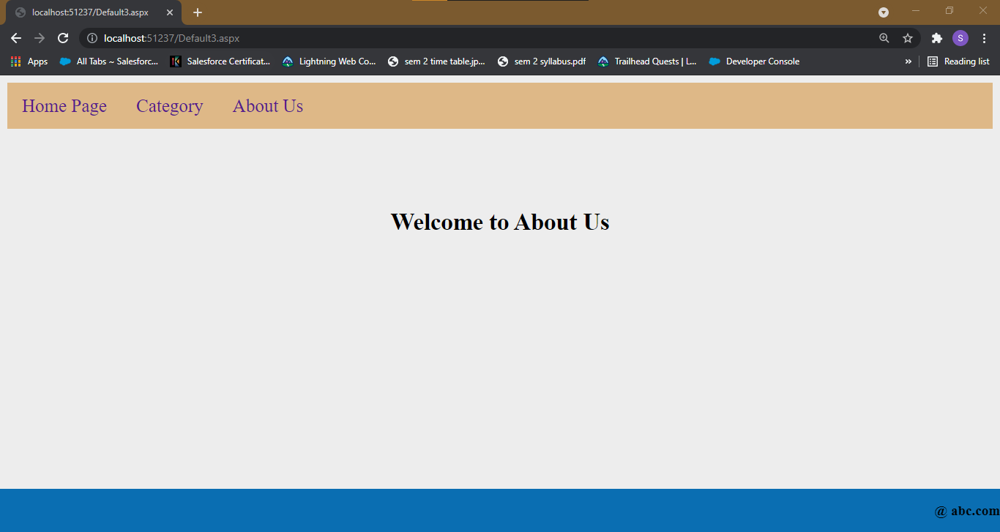 localhost:51237/Default3.aspx
localhost:51237/Default3.aspx S
Apps All Tabs ~ Salesforc... Salesforce Certificat... Lightning Web Co... sem 2 time table.jp... sem 2 syllabus.pdf Trailhead Quests | L... Developer Console » Reading list
Home Page Category About Us
Welcome to About Us
@ abc.com